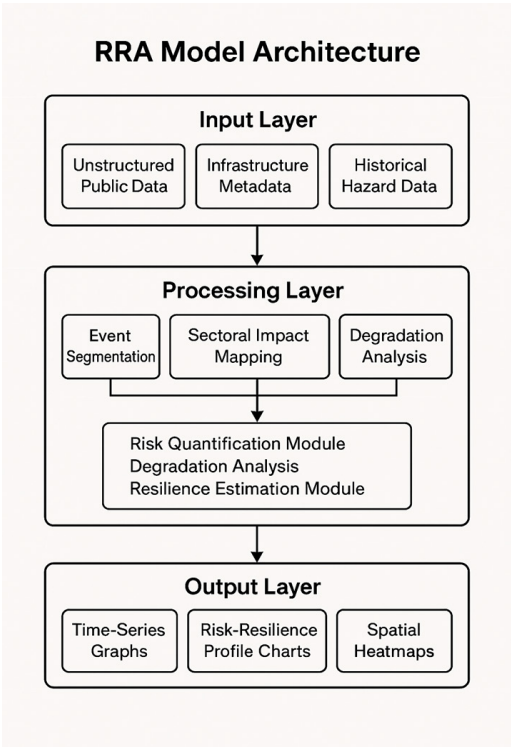 RRA Model Architecture
Input Layer
Unstructured
Public Data
Infrastructure
Metadata
Historical
Hazard Data
Processing Layer
Event
Segmentation
Sectoral Impact
Mapping
Degradation
Analysis
Risk Quantification Module
Degradation Analysis
Resilience Estimation Module
Output Layer
Time-Series
Graphs
Risk-Resilience
Profile Charts
Spatial
Heatmaps